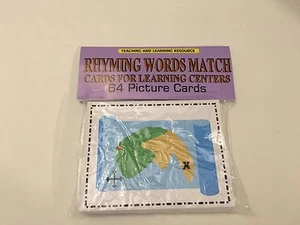 TEACHING AND LEARNING RESOURCE
RHYMING WORDS MATCH
CARDS FOR LEARNING CENTERS
64 Picture Cards
X